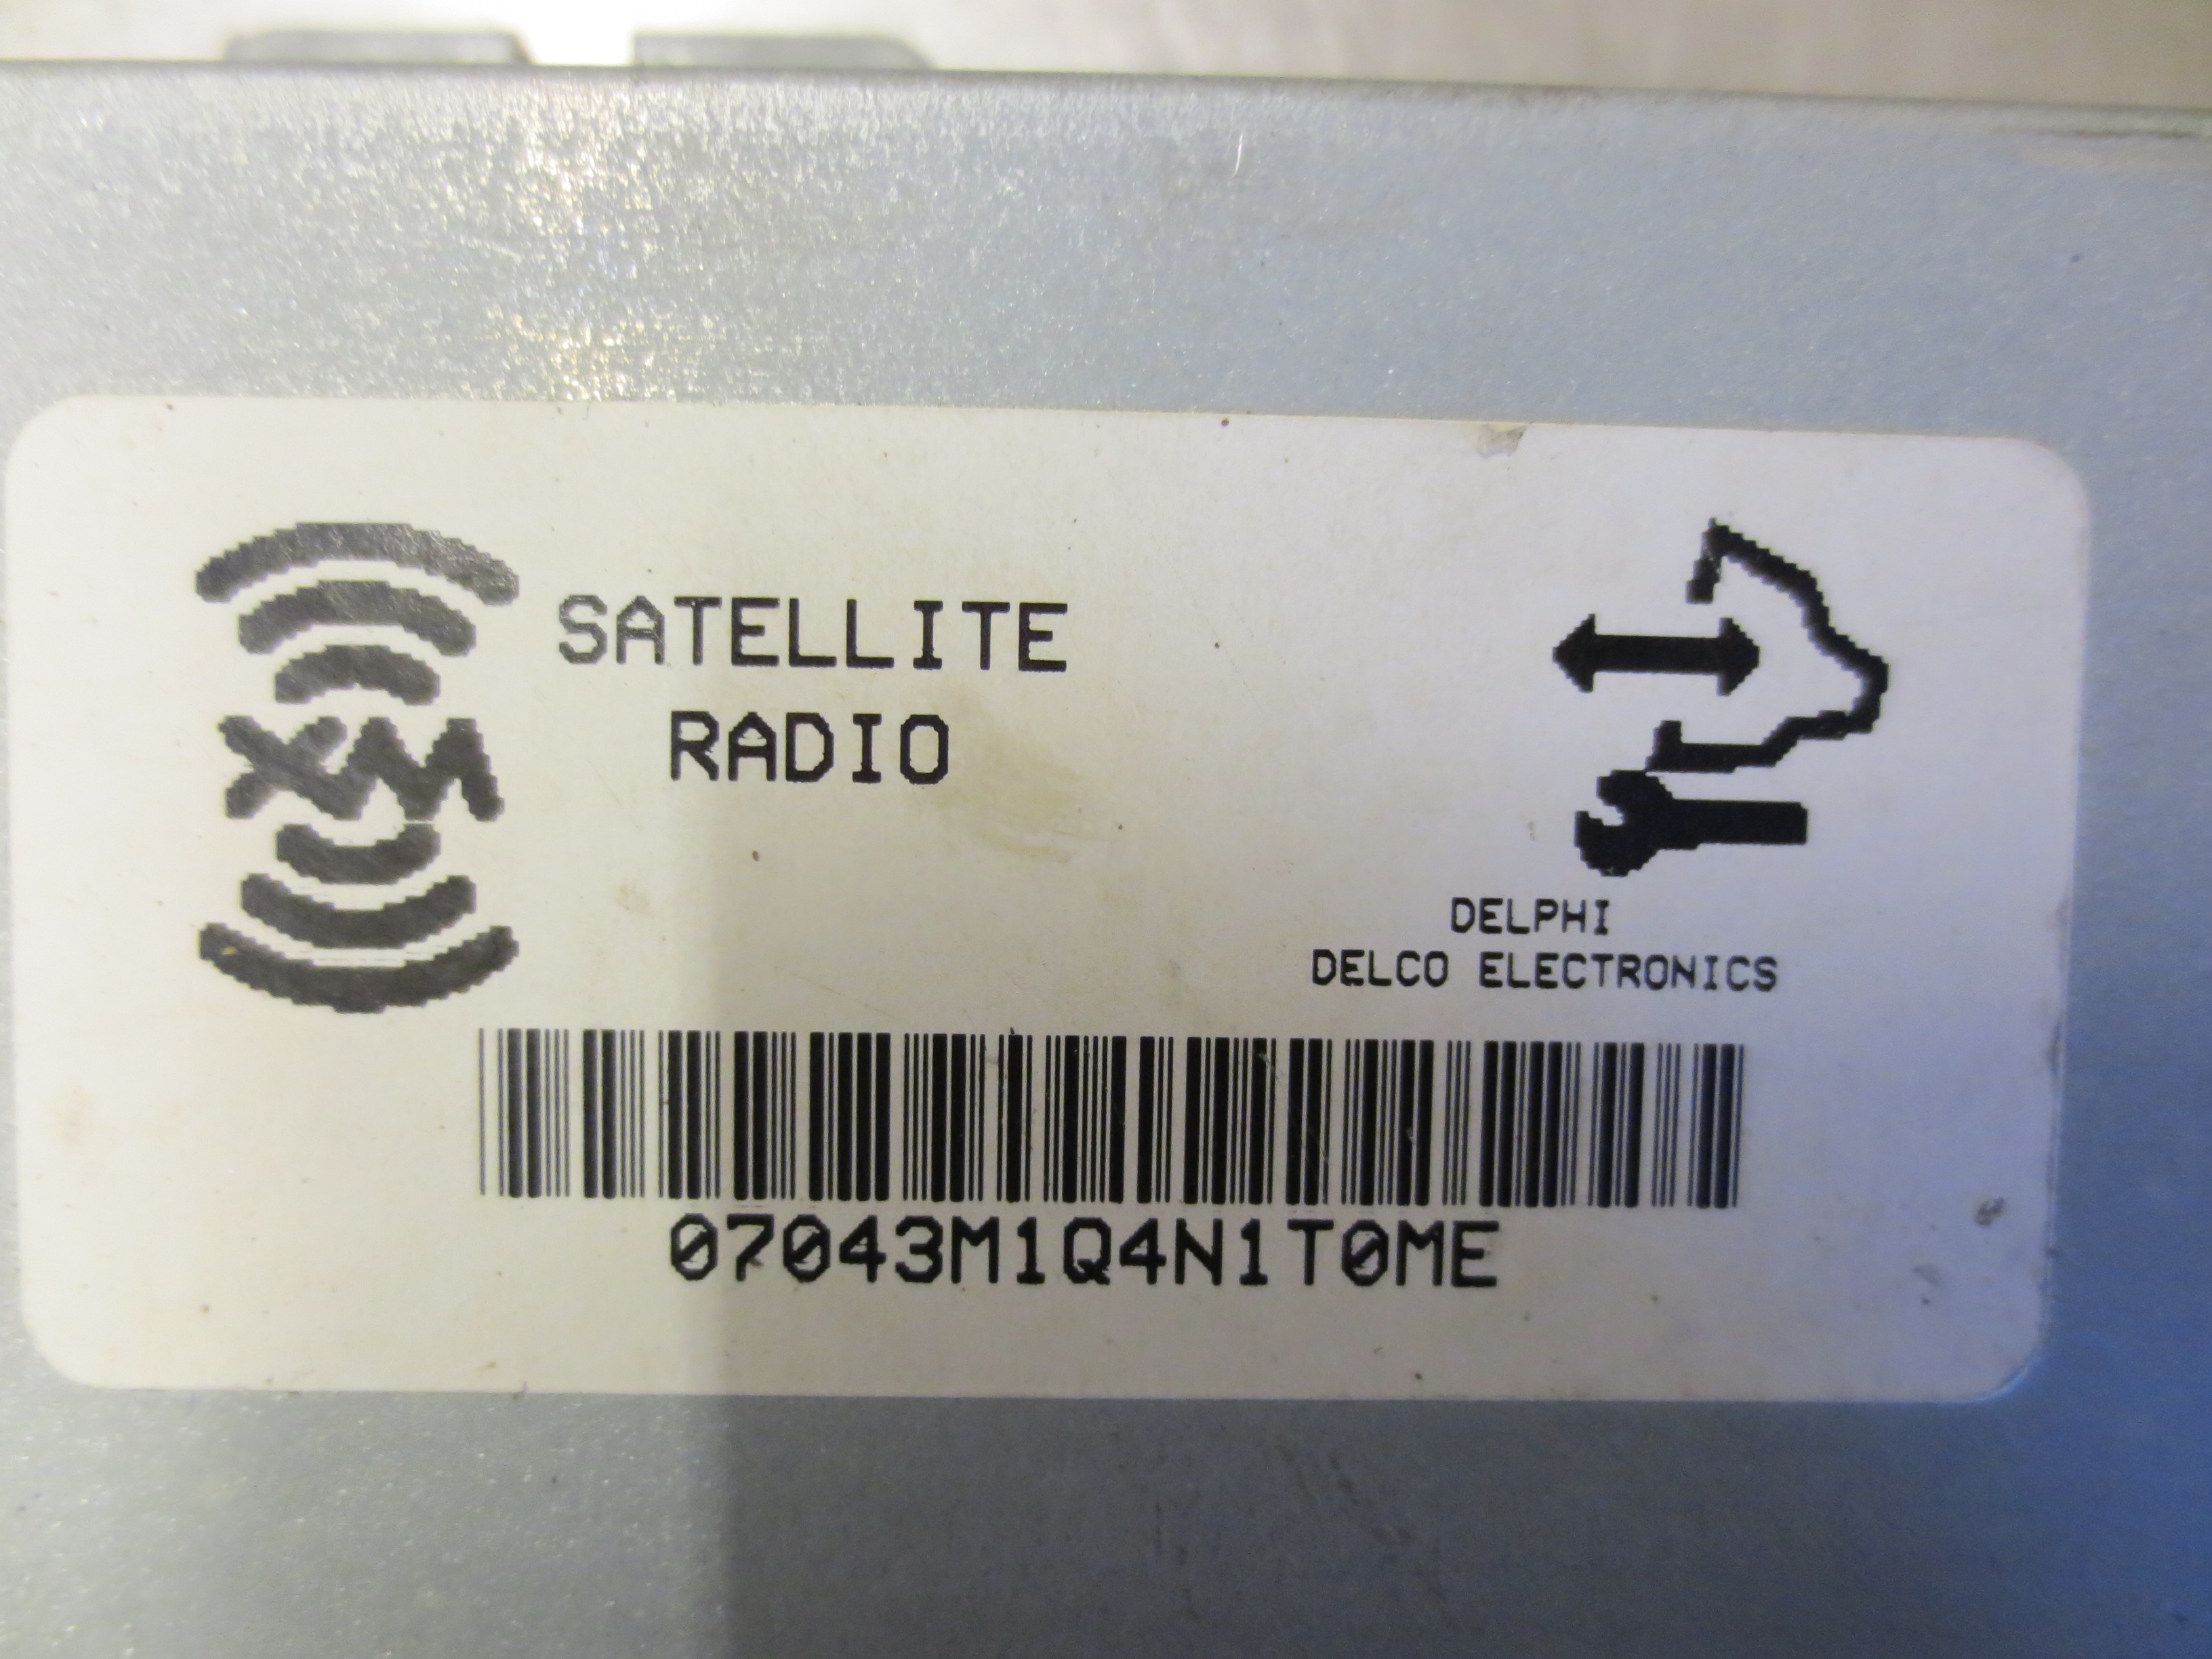 SATELLITE
RADIO
XM
DELPHI
DELCO ELECTRONICS
07043M1Q4N1T0ME